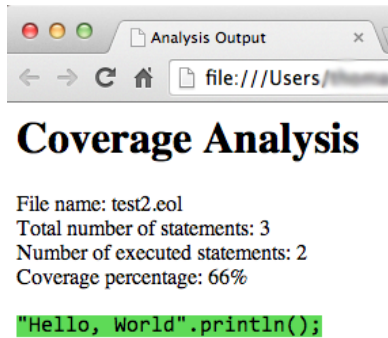 Analysis Output
file:///Users/
Coverage Analysis
File name: test2.eol
Total number of statements: 3
Number of executed statements: 2
Coverage percentage: 66%
"Hello, World".println();